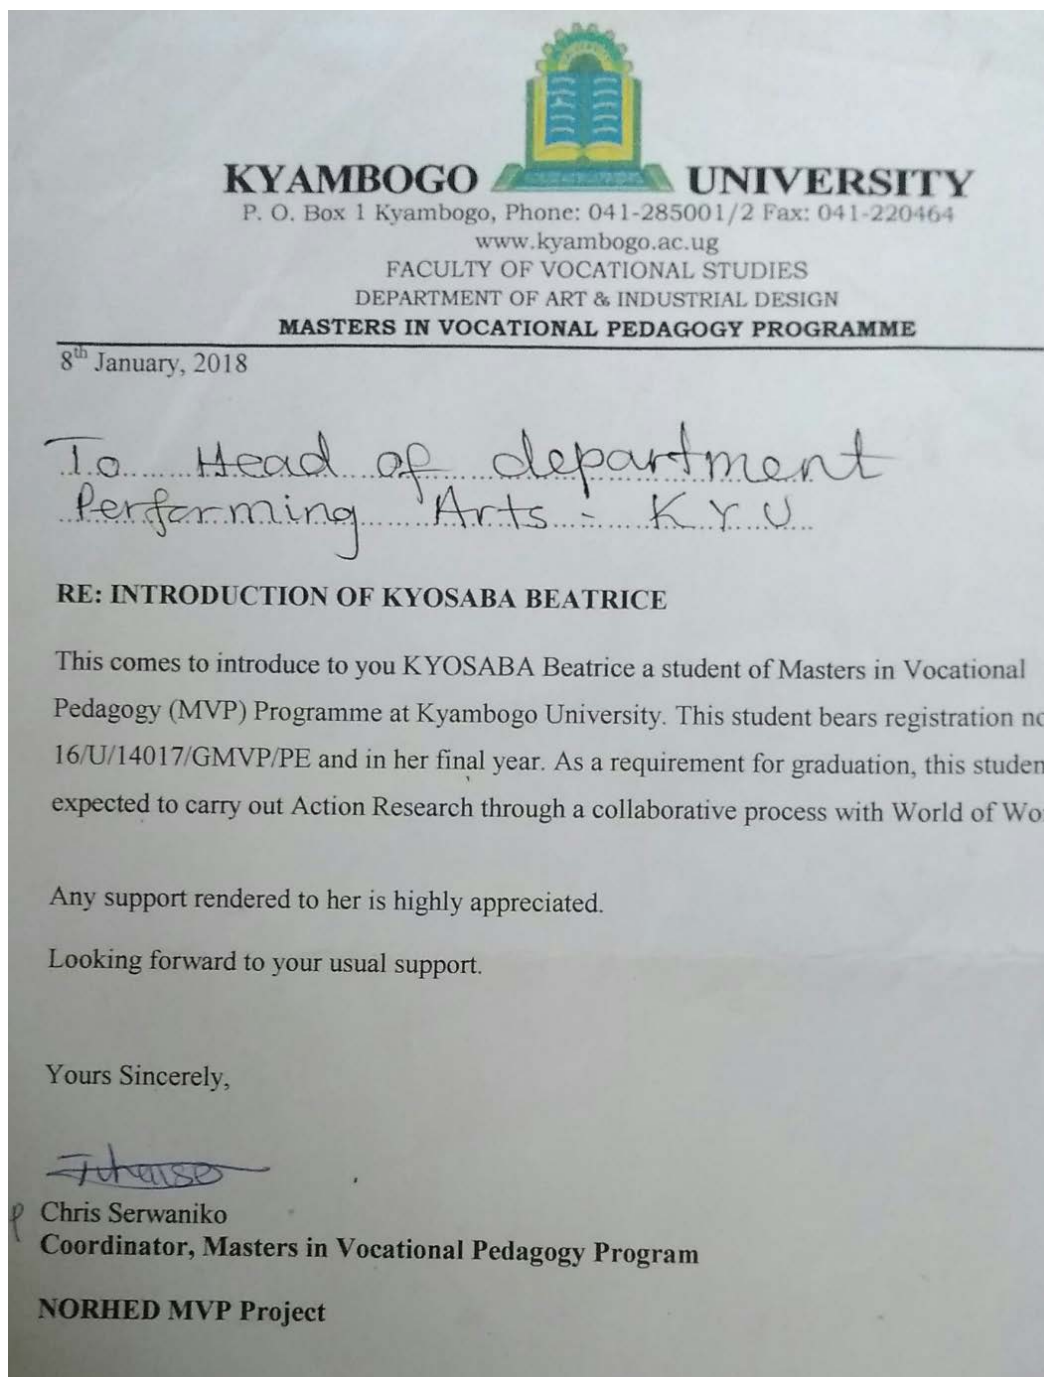 KYAMBOGO UNIVERSITY
P. O. Box 1 Kyambogo, Phone: 041-285001/2 Fax: 041-220464
www.kyambogo.ac.ug
FACULTY OF VOCATIONAL STUDIES
DEPARTMENT OF ART & INDUSTRIAL DESIGN
MASTERS IN VOCATIONAL PEDAGOGY PROGRAMME
8th January, 2018
To Head of department
Performing Arts - KYU
RE: INTRODUCTION OF KYOSABA BEATRICE
This comes to introduce to you KYOSABA Beatrice a student of Masters in Vocational
Pedagogy (MVP) Programme at Kyambogo University. This student bears registration no
16/U/14017/GMVP/PE and in her final year. As a requirement for graduation, this studen
expected to carry out Action Research through a collaborative process with World of Wo
Any support rendered to her is highly appreciated.
Looking forward to your usual support.
Yours Sincerely,
Chris Serwaniko
Coordinator, Masters in Vocational Pedagogy Program
NORHED MVP Project